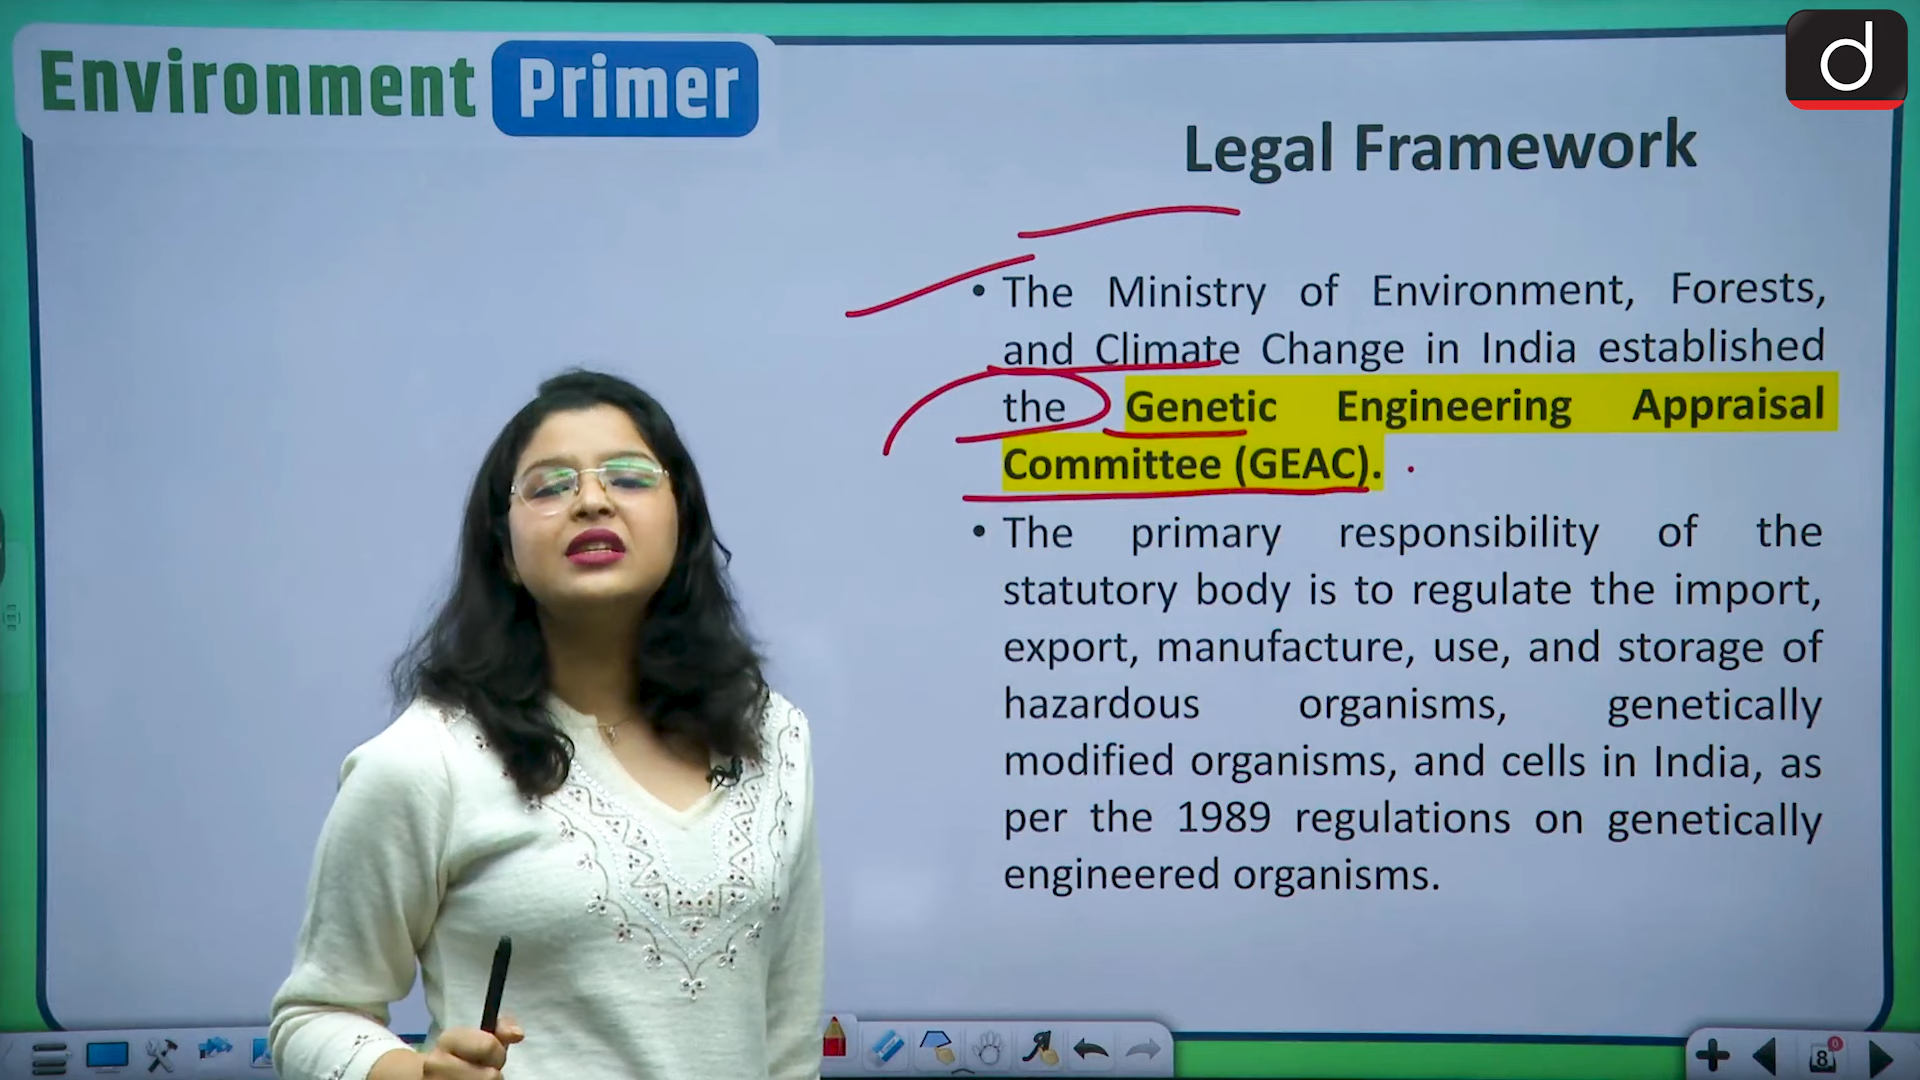 Environment Primer
d
Legal Framework
• The Ministry of Environment, Forests,
and Climate Change in India established
the Genetic Engineering Appraisal
Committee (GEAC).
• The primary responsibility of the
statutory body is to regulate the import,
export, manufacture, use, and storage of
hazardous organisms, genetically
modified organisms, and cells in India, as
per the 1989 regulations on genetically
engineered organisms.
8
0